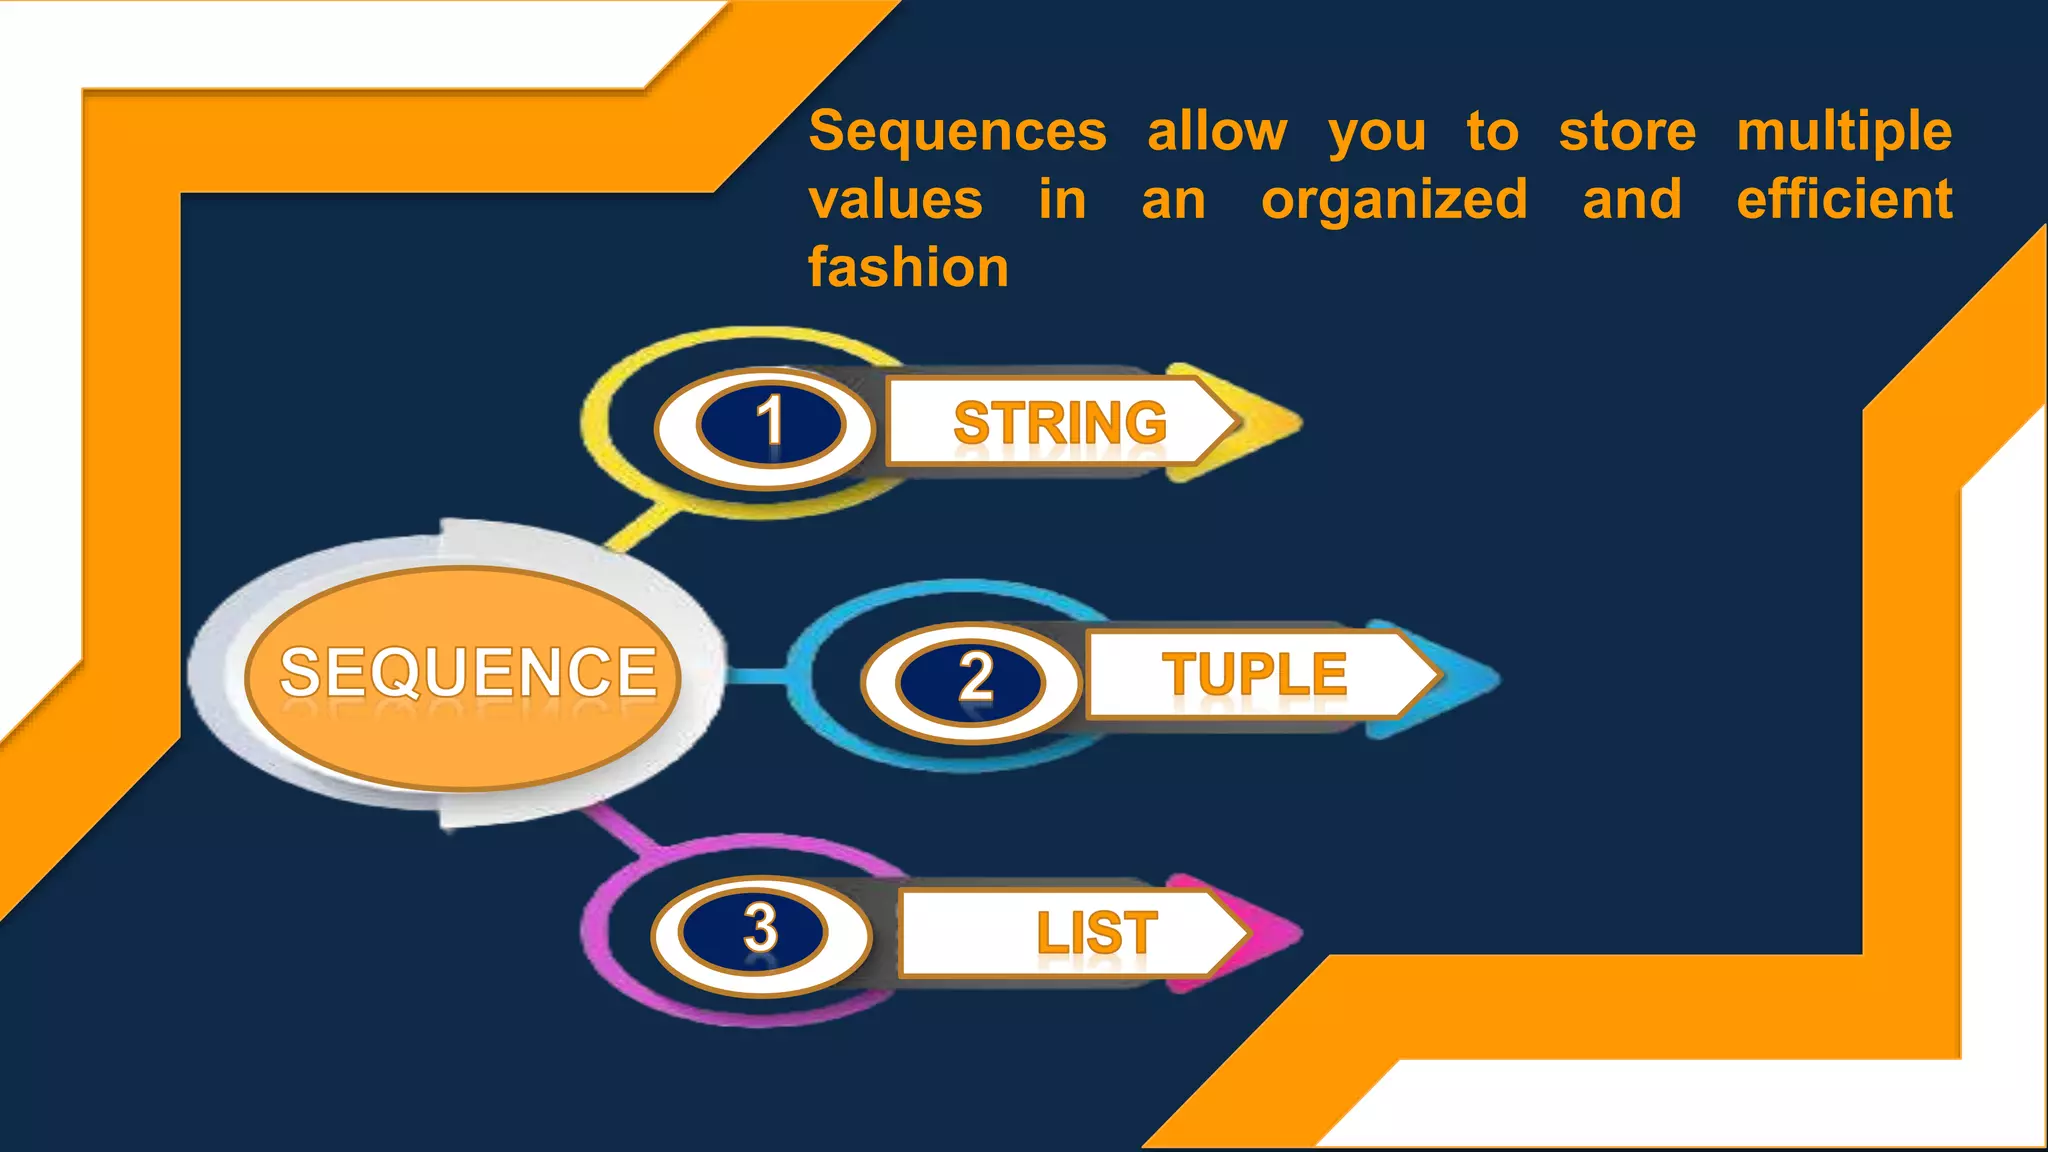 Sequences allow you to store multiple
values in an organized and efficient
fashion
1 STRING
SEQUENCE
2 TUPLE
3 LIST